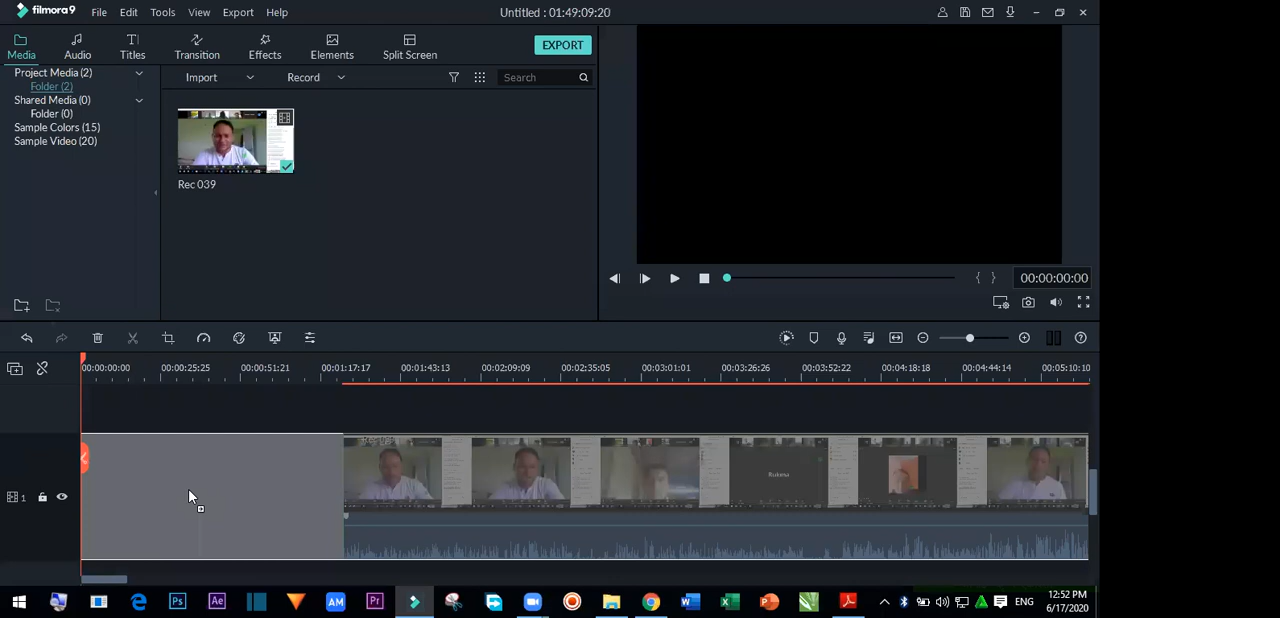 filmora9 File Edit Tools View Export Help Untitled : 01:49:09:20
Media Audio Titles Transition Effects Elements Split Screen EXPORT
Project Media (2)
Folder (2)
Shared Media (0)
Folder (0)
Sample Colors (15)
Sample Video (20)
Import Record Search
Rec 039
00:00:00:00
00:00:00:00 00:00:25:25 00:00:51:21 00:01:17:17 00:01:43:13 00:02:09:09 00:02:35:05 00:03:01:01 00:03:26:26 00:03:52:22 00:04:18:18 00:04:44:14 00:05:10:10
1
Ps Ae AM Pr ENG
12:52 PM
6/17/2020